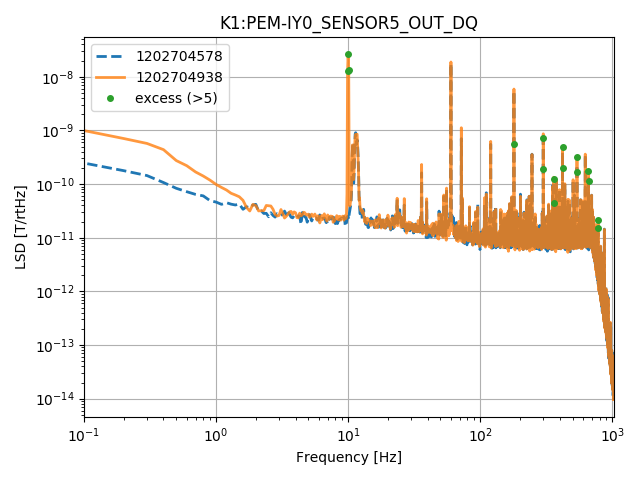 K1:PEM-IY0_SENSOR5_OUT_DQ
1202704578
1202704938
excess (>5)
LSD [T/rtHz]
10⁻⁸
10⁻⁹
10⁻¹⁰
10⁻¹¹
10⁻¹²
10⁻¹³
10⁻¹⁴
10⁻¹ 10⁰ 10¹ 10² 10³
Frequency [Hz]